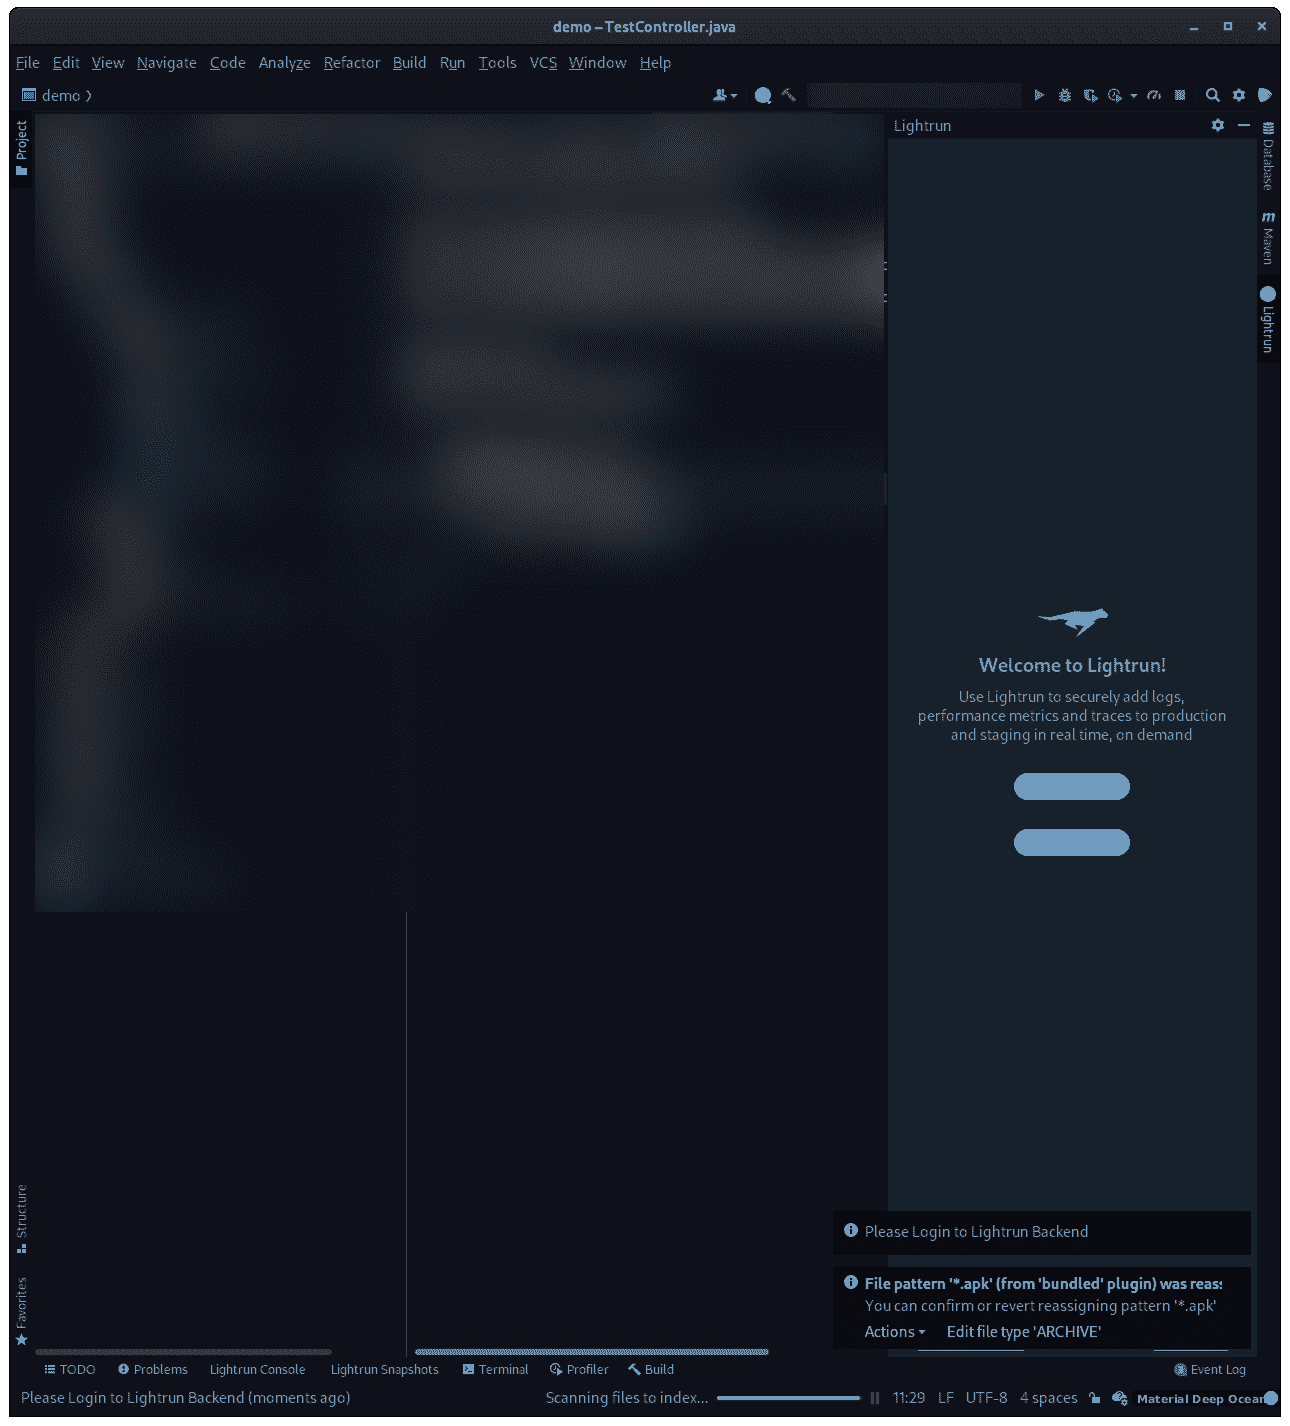 demo – TestController.java
File Edit View Navigate Code Analyze Refactor Build Run Tools VCS Window Help
demo
Project
Lightrun
Database
Maven
Lightrun
Welcome to Lightrun!
Use Lightrun to securely add logs,
performance metrics and traces to production
and staging in real time, on demand
Structure
Favorites
Please Login to Lightrun Backend
File pattern '*.apk' (from 'bundled' plugin) was reass
You can confirm or revert reassigning pattern '*.apk'
Actions Edit file type 'ARCHIVE'
TODO Problems Lightrun Console Lightrun Snapshots Terminal Profiler Build Event Log
Please Login to Lightrun Backend (moments ago) Scanning files to index... 11:29 LF UTF-8 4 spaces Material Deep Ocean